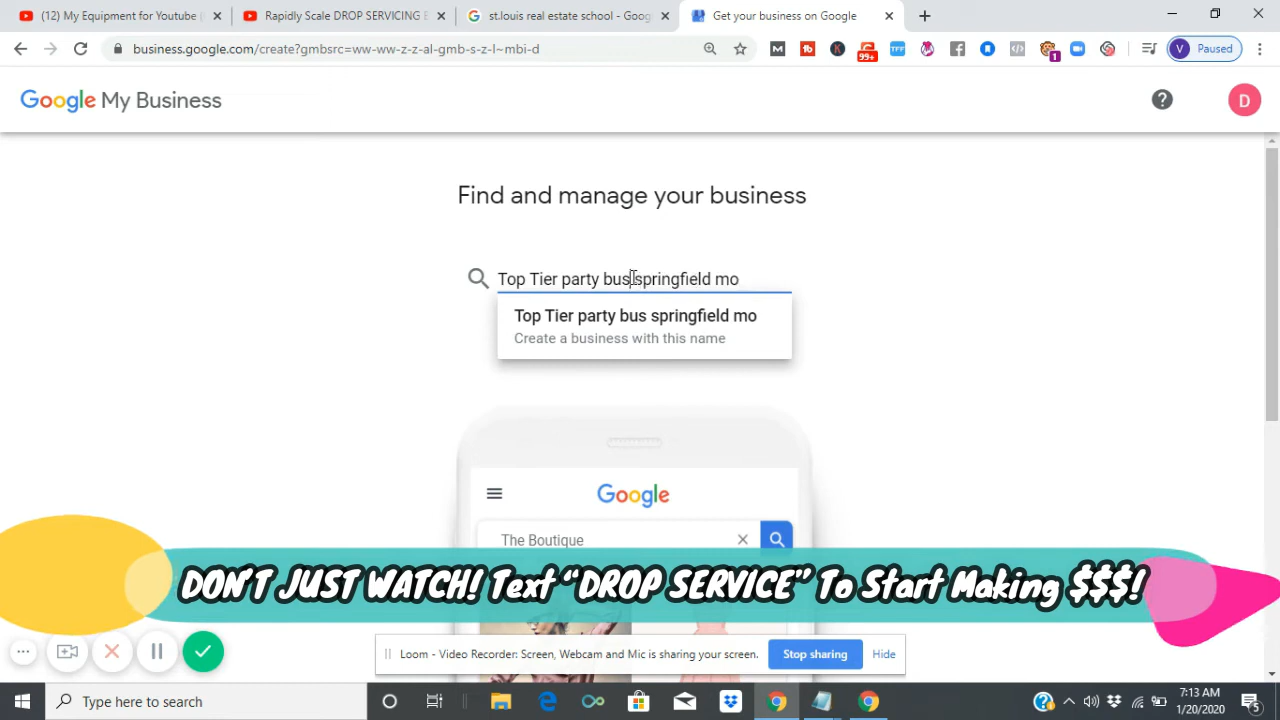 (12) My Equipment for Youtube
Rapidly Scale DROP SERVICING
st.louis real estate school - Goog
Get your business on Google
business.google.com/create?gmbsrc=ww-ww-z-z-al-gmb-s-z-l~mbi-d
M
K
99+
TFF
1
V Paused
Google My Business
D
Find and manage your business
Top Tier party bus springfield mo
Top Tier party bus springfield mo
Create a business with this name
Google
The Boutique
DON'T JUST WATCH! Text “DROP SERVICE” To Start Making $$$!
Loom - Video Recorder: Screen, Webcam and Mic is sharing your screen.
Stop sharing
Hide
Type here to search
7:13 AM
1/20/2020
5